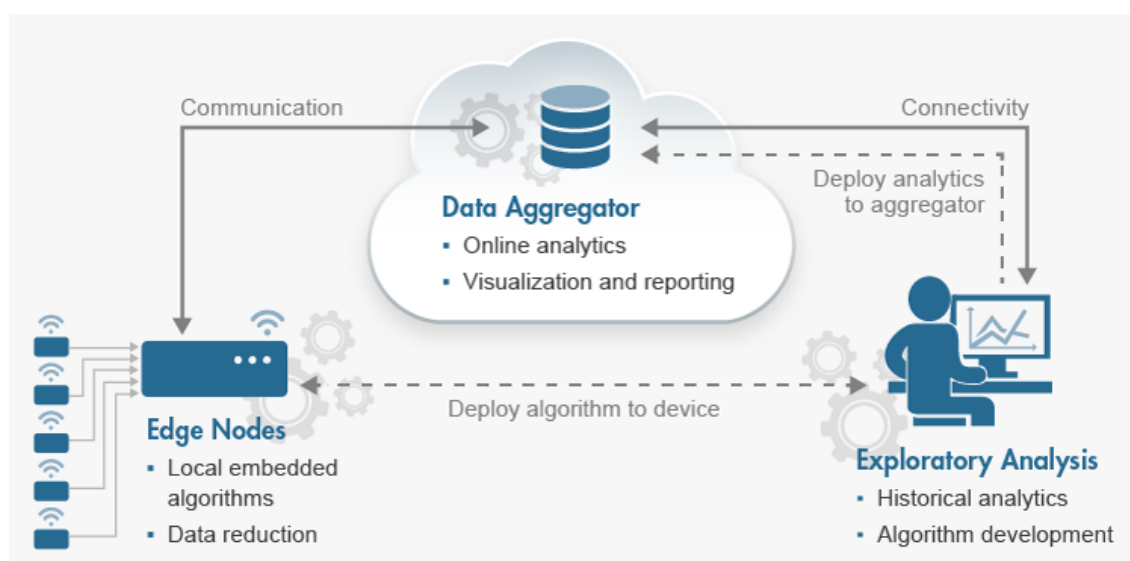 Communication
Connectivity
Deploy analytics
to aggregator
Data Aggregator
▪ Online analytics
▪ Visualization and reporting
Deploy algorithm to device
Edge Nodes
▪ Local embedded
algorithms
▪ Data reduction
Exploratory Analysis
▪ Historical analytics
▪ Algorithm development